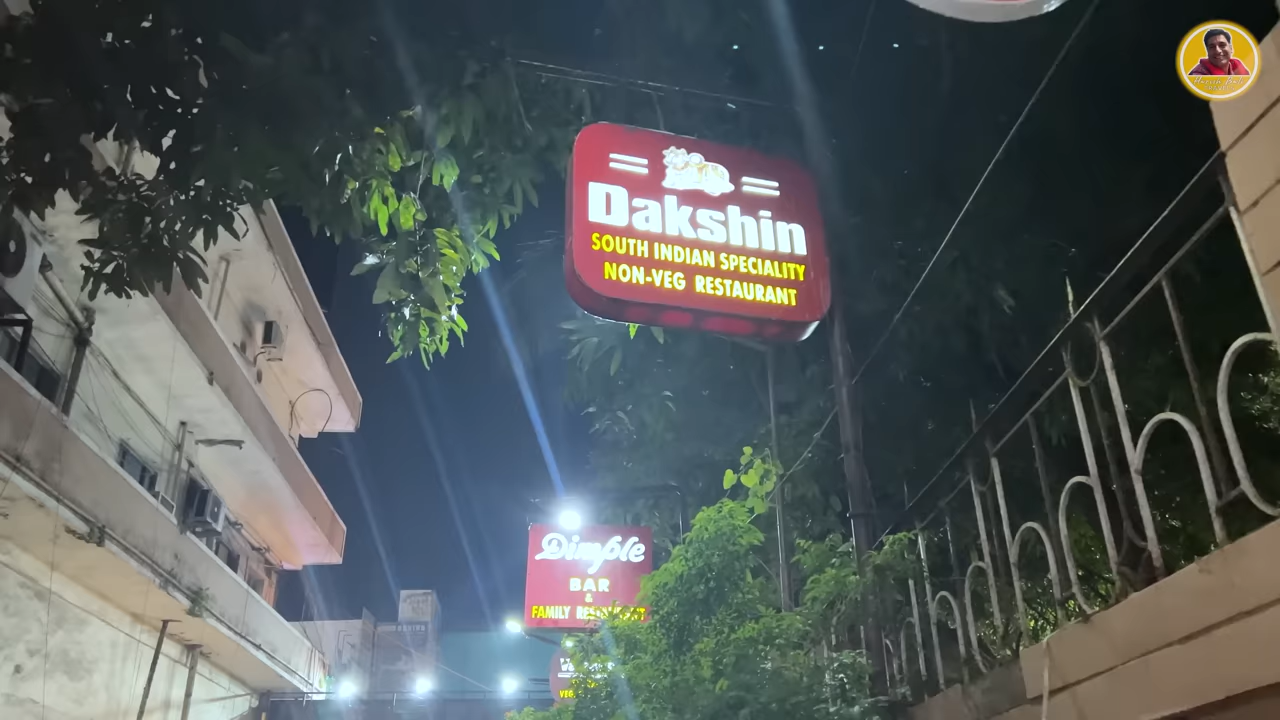 Dakshin
SOUTH INDIAN SPECIALITY
NON-VEG RESTAURANT
Dimple
BAR
&
FAMILY RESTAURANT